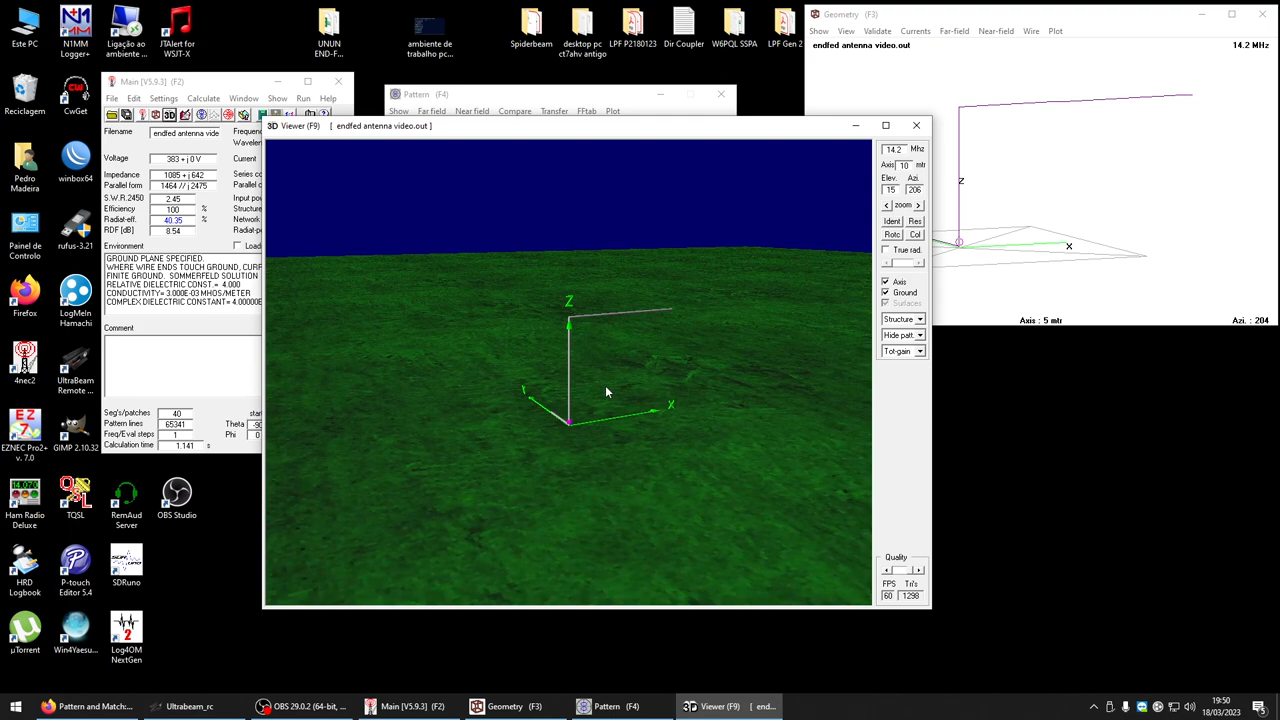 Este PC
N1MM Logger+
Ligação ao ambiente ...
JTAlert for WSJT-X
UNUN END-F...
ambiente de trabalho pc...
Spiderbeam
desktop pc ct7ahv antigo
LPF P2180123
Dir Coupler
W6PQL SSPA
LPF Gen 2
Reciclagem
CwGet
Pedro Madeira
winbox64
Painel de Controlo
rufus-3.21
Firefox
LogMeIn Hamachi
4nec2
UltraBeam Remote ...
EZNEC Pro2+ v. 7.0
GIMP 2.10.32
Ham Radio Deluxe
TQSL
RemAud Server
OBS Studio
HRD Logbook
P-touch Editor 5.4
SDRuno
µTorrent
Win4Yaesu...
Log4OM NextGen
Main [V5.9.3] (F2)
File Edit Settings Calculate Window Show Run Help
3D
Filename endfed antenna vide
Voltage 383 + j 0 V
Current
Impedance 1085 + j 642
Parallel form 1464 // j 2475
S.W.R.2450 2.45
Efficiency 100 %
Radiat-eff. 40.35 %
RDF [dB] 8.54
Environment
Load
GROUND PLANE SPECIFIED.
WHERE WIRE ENDS TOUCH GROUND, CURR
FINITE GROUND. SOMMERFELD SOLUTION
RELATIVE DIELECTRIC CONST.= 4.000
CONDUCTIVITY= 3.000E-03 MHOS/METER
COMPLEX DIELECTRIC CONSTANT= 4.00000E
Comment
Seg's/patches 40
Pattern lines 65341
Freq/Eval steps 1
Calculation time 1.141 s
Theta -90
Phi 0
Pattern (F4)
Show Far field Near field Compare Transfer FFtab Plot
3D Viewer (F9) [ endfed antenna video.out ]
Z
X
14.2 Mhz
Axis 10 mtr
Elev. Azi.
15 206
< zoom >
Ident Res
Rotc Col
True rad.
Axis
Ground
Surfaces
Structure
Hide patt.
Tot-gain
Quality
FPS Tri's
60 1298
Geometry (F3)
Show View Validate Currents Far-field Near-field Wire Plot
endfed antenna video.out 14.2 MHz
Z
X
Axis : 5 mtr Azi. : 204
Pattern and Match:...
Ultrabeam_rc
OBS 29.0.2 (64-bit, ...
Main [V5.9.3] (F2)
Geometry (F3)
Pattern (F4)
3D Viewer (F9) [ end...
19:50
18/03/2023
5